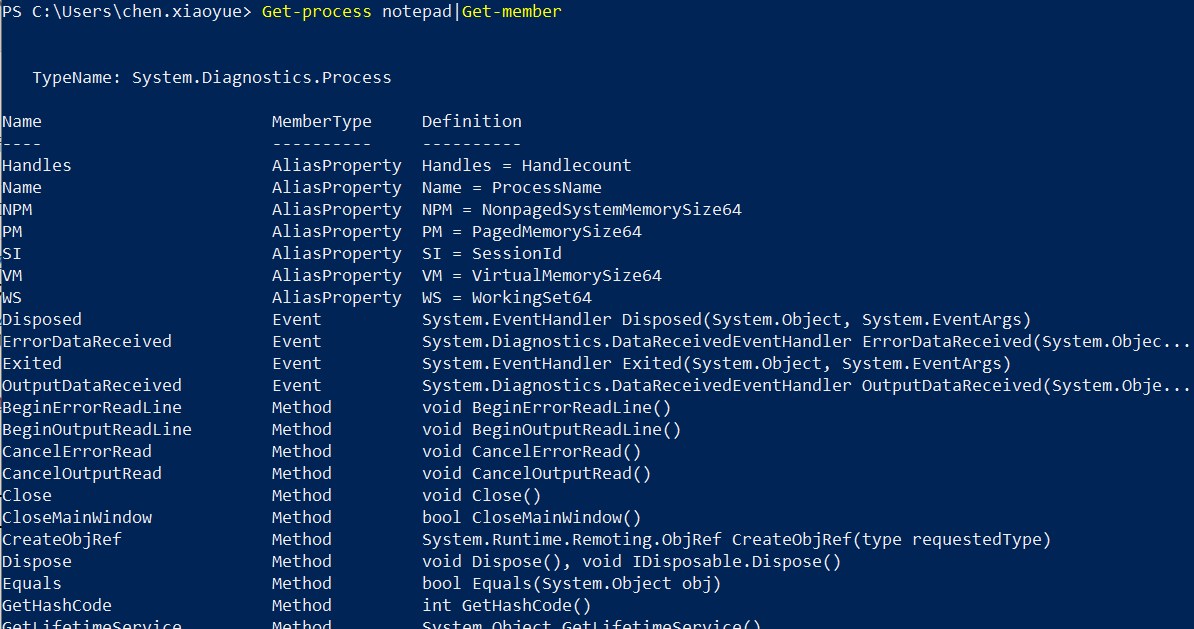 PS C:\Users\chen.xiaoyue> Get-process notepad|Get-member
TypeName: System.Diagnostics.Process
Name MemberType Definition
---- ---------- ----------
Handles AliasProperty Handles = Handlecount
Name AliasProperty Name = ProcessName
NPM AliasProperty NPM = NonpagedSystemMemorySize64
PM AliasProperty PM = PagedMemorySize64
SI AliasProperty SI = SessionId
VM AliasProperty VM = VirtualMemorySize64
WS AliasProperty WS = WorkingSet64
Disposed Event System.EventHandler Disposed(System.Object, System.EventArgs)
ErrorDataReceived Event System.Diagnostics.DataReceivedEventHandler ErrorDataReceived(System.Objec...
Exited Event System.EventHandler Exited(System.Object, System.EventArgs)
OutputDataReceived Event System.Diagnostics.DataReceivedEventHandler OutputDataReceived(System.Obje...
BeginErrorReadLine Method void BeginErrorReadLine()
BeginOutputReadLine Method void BeginOutputReadLine()
CancelErrorRead Method void CancelErrorRead()
CancelOutputRead Method void CancelOutputRead()
Close Method void Close()
CloseMainWindow Method bool CloseMainWindow()
CreateObjRef Method System.Runtime.Remoting.ObjRef CreateObjRef(type requestedType)
Dispose Method void Dispose(), void IDisposable.Dispose()
Equals Method bool Equals(System.Object obj)
GetHashCode Method int GetHashCode()
GetLifetimeService Method System.Object GetLifetimeService()